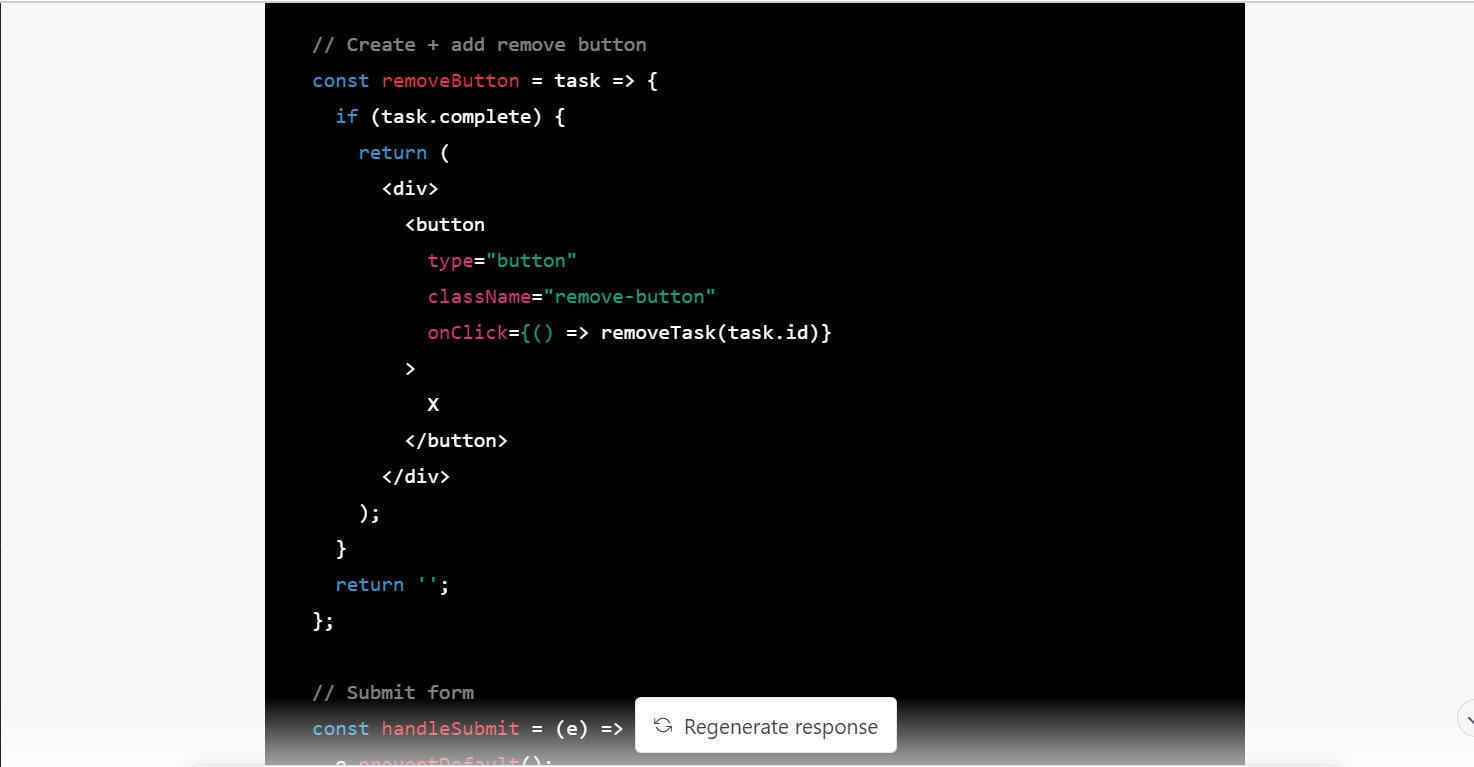 // Create + add remove button
const removeButton = task => {
if (task.complete) {
return (
<div>
<button
type="button"
className="remove-button"
onClick={() => removeTask(task.id)}
>
X
</button>
</div>
);
}
return '';
};
// Submit form
const handleSubmit = (e) =>
Regenerate response
e.preventDefault();